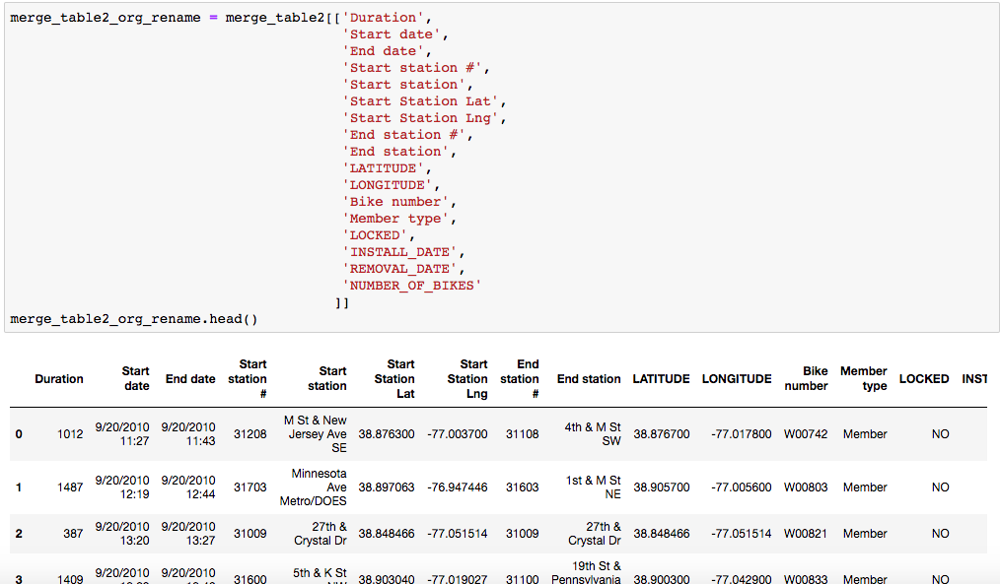 merge_table2_org_rename = merge_table2[['Duration',
'Start date',
'End date',
'Start station #',
'Start station',
'Start Station Lat',
'Start Station Lng',
'End station #',
'End station',
'LATITUDE',
'LONGITUDE',
'Bike number',
'Member type',
'LOCKED',
'INSTALL_DATE',
'REMOVAL_DATE',
'NUMBER_OF_BIKES'
]]
merge_table2_org_rename.head()
Duration Start date End date Start station # Start station Start Station Lat Start Station Lng End station # End station LATITUDE LONGITUDE Bike number Member type LOCKED INST
0 1012 9/20/2010 11:27 9/20/2010 11:43 31208 M St & New Jersey Ave SE 38.876300 -77.003700 31108 4th & M St SW 38.876700 -77.017800 W00742 Member NO
1 1487 9/20/2010 12:19 9/20/2010 12:44 31703 Minnesota Ave Metro/DOES 38.897063 -76.947446 31603 1st & M St NE 38.905700 -77.005600 W00803 Member NO
2 387 9/20/2010 13:20 9/20/2010 13:27 31009 27th & Crystal Dr 38.848466 -77.051514 31009 27th & Crystal Dr 38.848466 -77.051514 W00821 Member NO
3 1409 9/20/2010 9/20/2010 31600 5th & K St 38.903040 -77.019027 31100 19th St & Pennsylvania 38.900300 -77.042900 W00833 Member NO